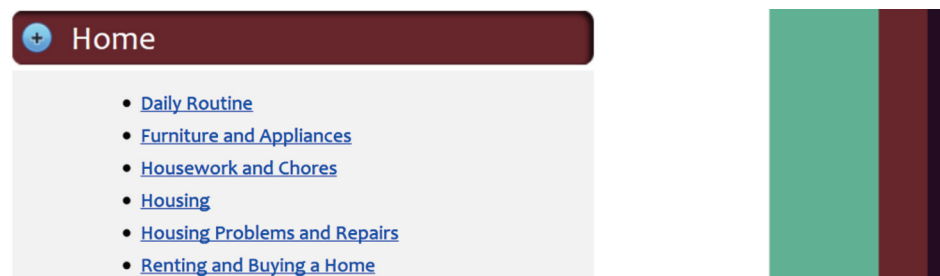 Home
Daily Routine
Furniture and Appliances
Housework and Chores
Housing
Housing Problems and Repairs
Renting and Buying a Home